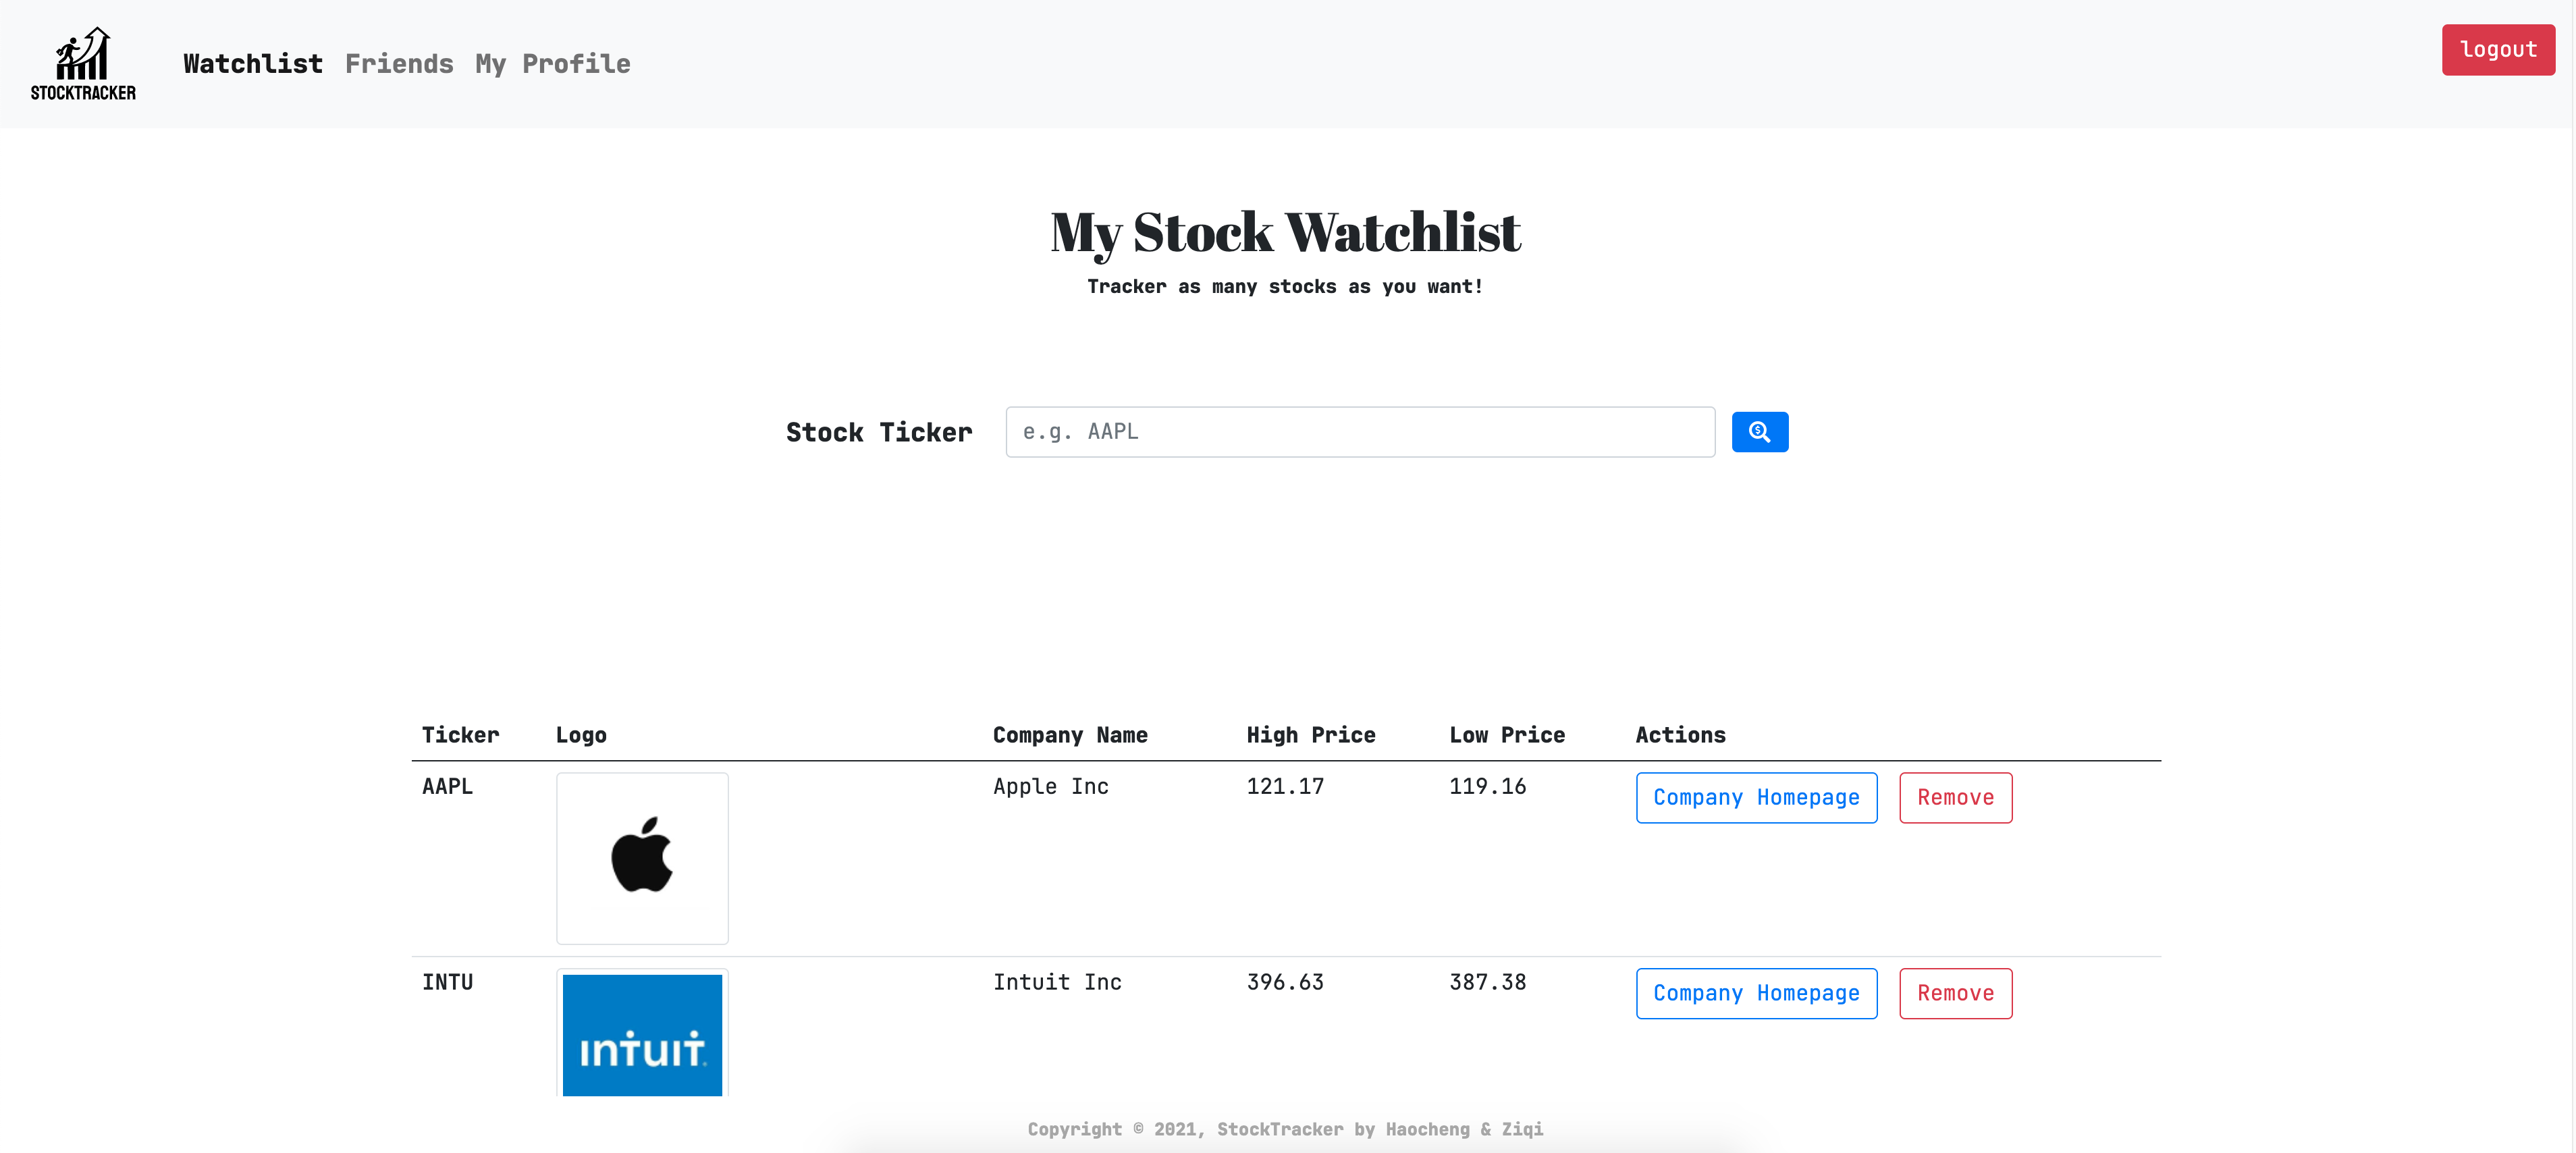 STOCKTRACKER
Watchlist Friends My Profile
logout
My Stock Watchlist
Tracker as many stocks as you want!
Stock Ticker e.g. AAPL
$
Ticker Logo Company Name High Price Low Price Actions
AAPL Apple Inc 121.17 119.16 Company Homepage Remove
INTU Intuit Inc 396.63 387.38 Company Homepage Remove
intuit
Copyright © 2021, StockTracker by Haocheng & Ziqi